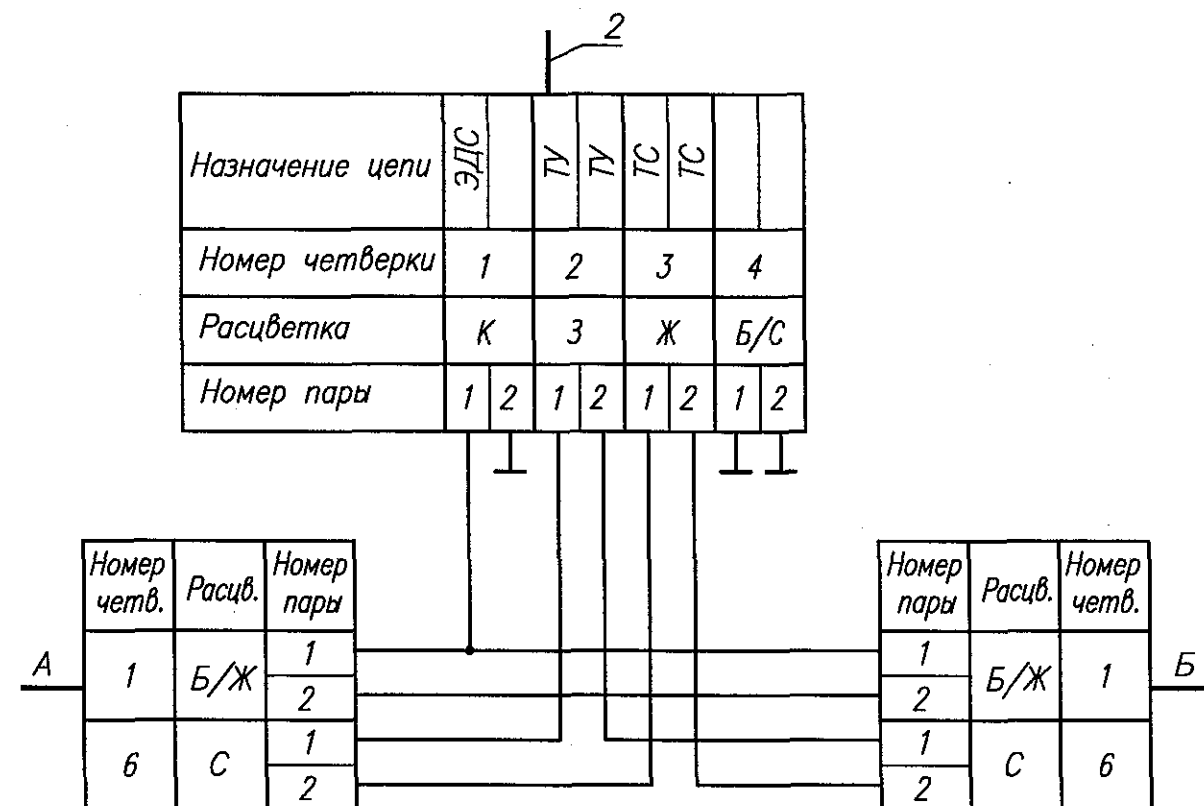 2
Назначение цепи ЭДС ТУ ТУ ТС ТС
Номер четверки 1 2 3 4
Расцветка К З Ж Б/С
Номер пары 1 2 1 2 1 2 1 2
Номер четв. Расцв. Номер пары
А
1 Б/Ж 1
2
6 С 1
2
Номер пары Расцв. Номер четв.
1 Б/Ж 1
2
Б
1 С 6
2